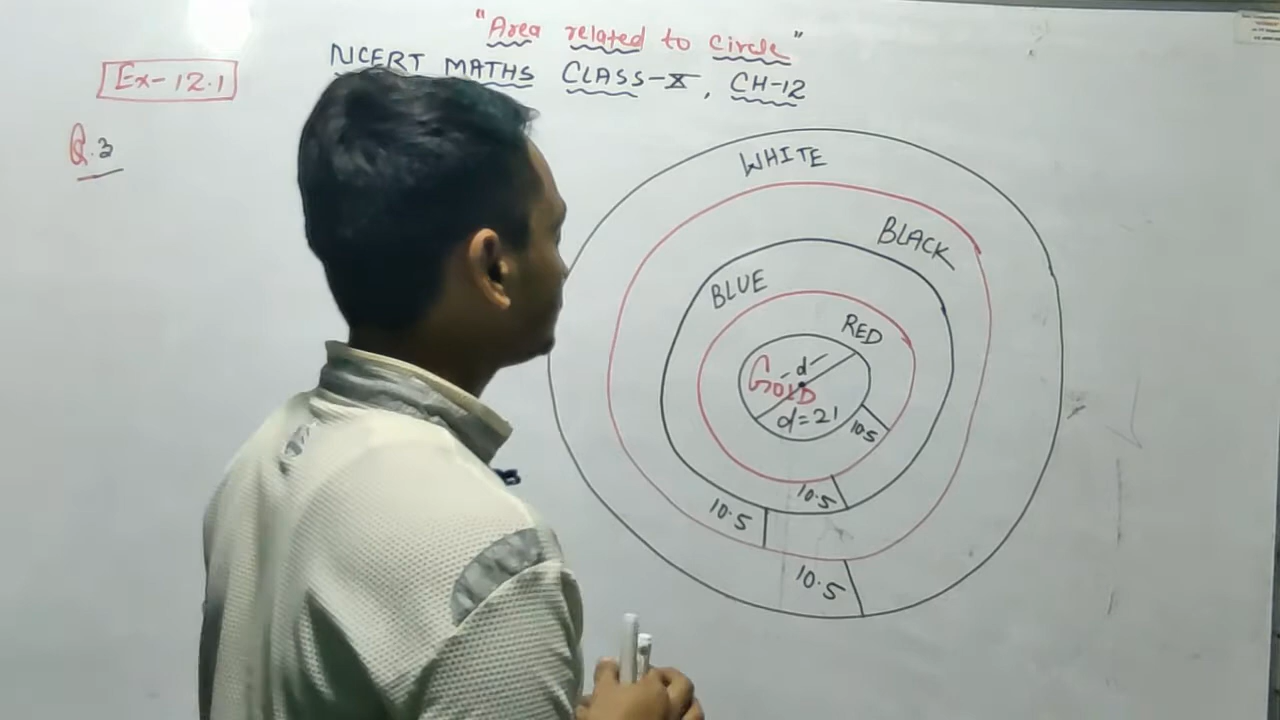 "Area related to circle"
NCERT MATHS CLASS-X, CH-12
Ex-12.1
Q.3
WHITE
BLACK
BLUE
RED
d
GOLD
d=21
10.5
10.5
10.5
10.5